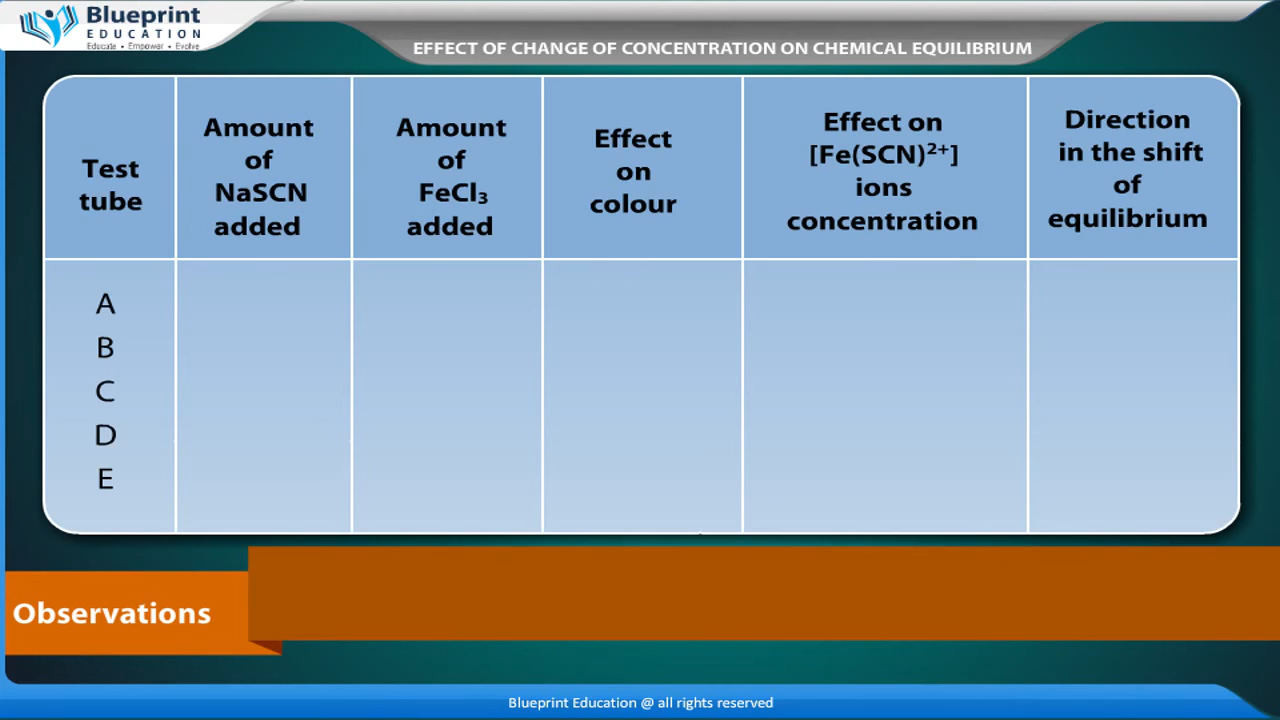 Blueprint
EDUCATION
Educate • Empower • Evolve
EFFECT OF CHANGE OF CONCENTRATION ON CHEMICAL EQUILIBRIUM
Test
tube
Amount
of
NaSCN
added
Amount
of
FeCl₃
added
Effect
on
colour
Effect on
[Fe(SCN)²⁺]
ions
concentration
Direction
in the shift
of
equilibrium
A
B
C
D
E
Observations
Blueprint Education @ all rights reserved